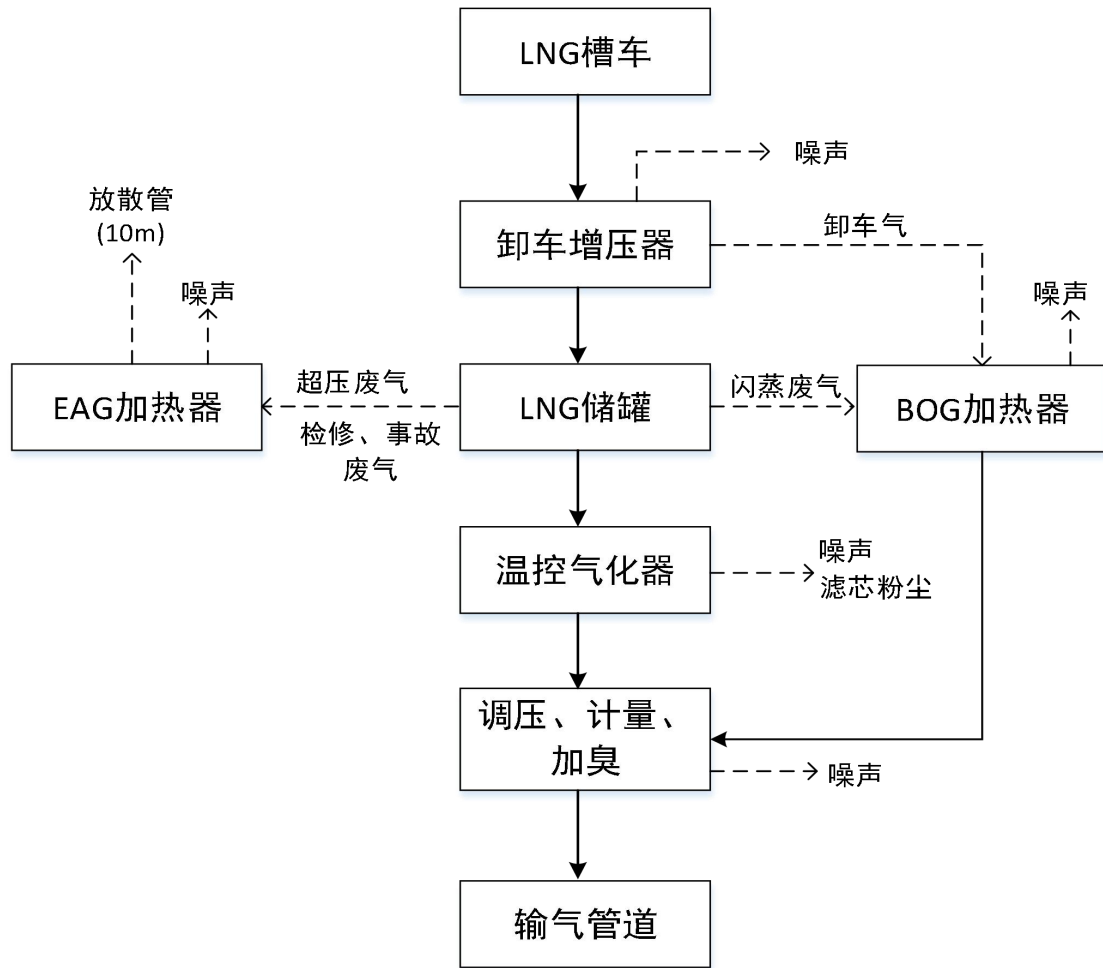 LNG槽车
噪声
放散管
(10m)
卸车增压器
卸车气
噪声
噪声
EAG加热器
超压废气
检修、事故
废气
LNG储罐
闪蒸废气
BOG加热器
温控气化器
噪声
滤芯粉尘
调压、计量、
加臭
噪声
输气管道